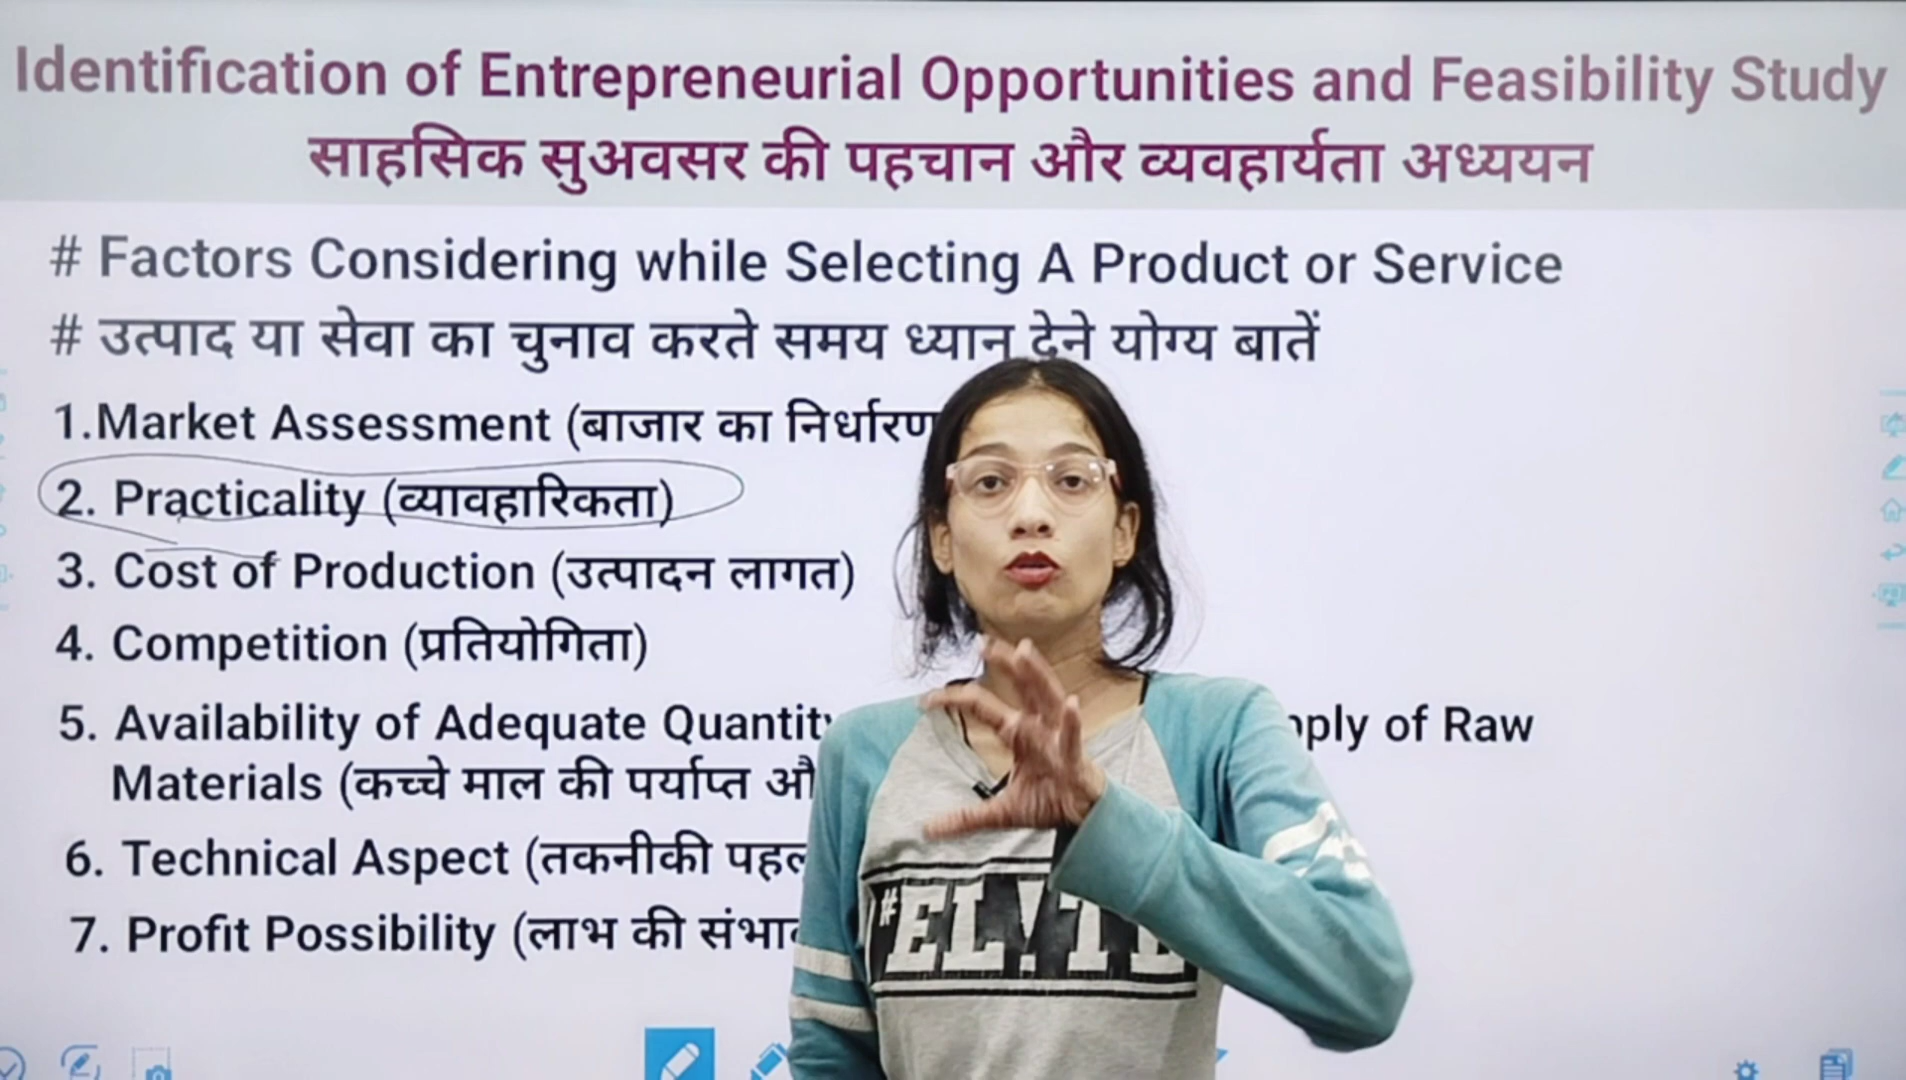 Identification of Entrepreneurial Opportunities and Feasibility Study
साहसिक सुअवसर की पहचान और व्यवहार्यता अध्ययन
# Factors Considering while Selecting A Product or Service
# उत्पाद या सेवा का चुनाव करते समय ध्यान देने योग्य बातें
1.Market Assessment (बाजार का निर्धारण
2. Practicality (व्यावहारिकता)
3. Cost of Production (उत्पादन लागत)
4. Competition (प्रतियोगिता)
5. Availability of Adequate Quantity of Raw
Materials (कच्चे माल की पर्याप्त
6. Technical Aspect (तकनीकी
7. Profit Possibility (लाभ की
#EL!TE